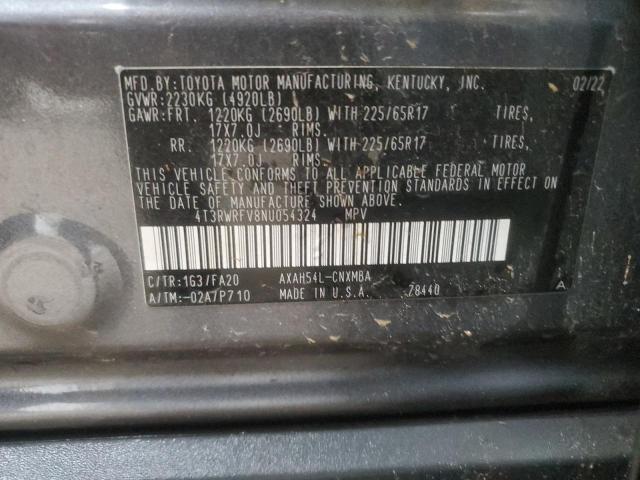 MFD.BY:TOYOTA MOTOR MANUFACTURING, KENTUCKY, INC. 02/22
GVWR:2230KG (4920LB)
GAWR:FRT. 1220KG (2690LB) WITH 225/65R17 TIRES,
17X7.0J RIMS.
RR. 1220KG (2690LB) WITH 225/65R17 TIRES,
17X7.0J RIMS.
THIS VEHICLE CONFORMS TO ALL APPLICABLE FEDERAL MOTOR
VEHICLE SAFETY AND THEFT PREVENTION STANDARDS IN EFFECT ON
THE DATE OF MANUFACTURE SHOWN ABOVE.
4T3RWRFV8NU054324 MPV
C/TR:1G3/FA20 AXAH54L-CNXMBA
A/TM:-02A7P710 MADE IN U.S.A. 78440 A